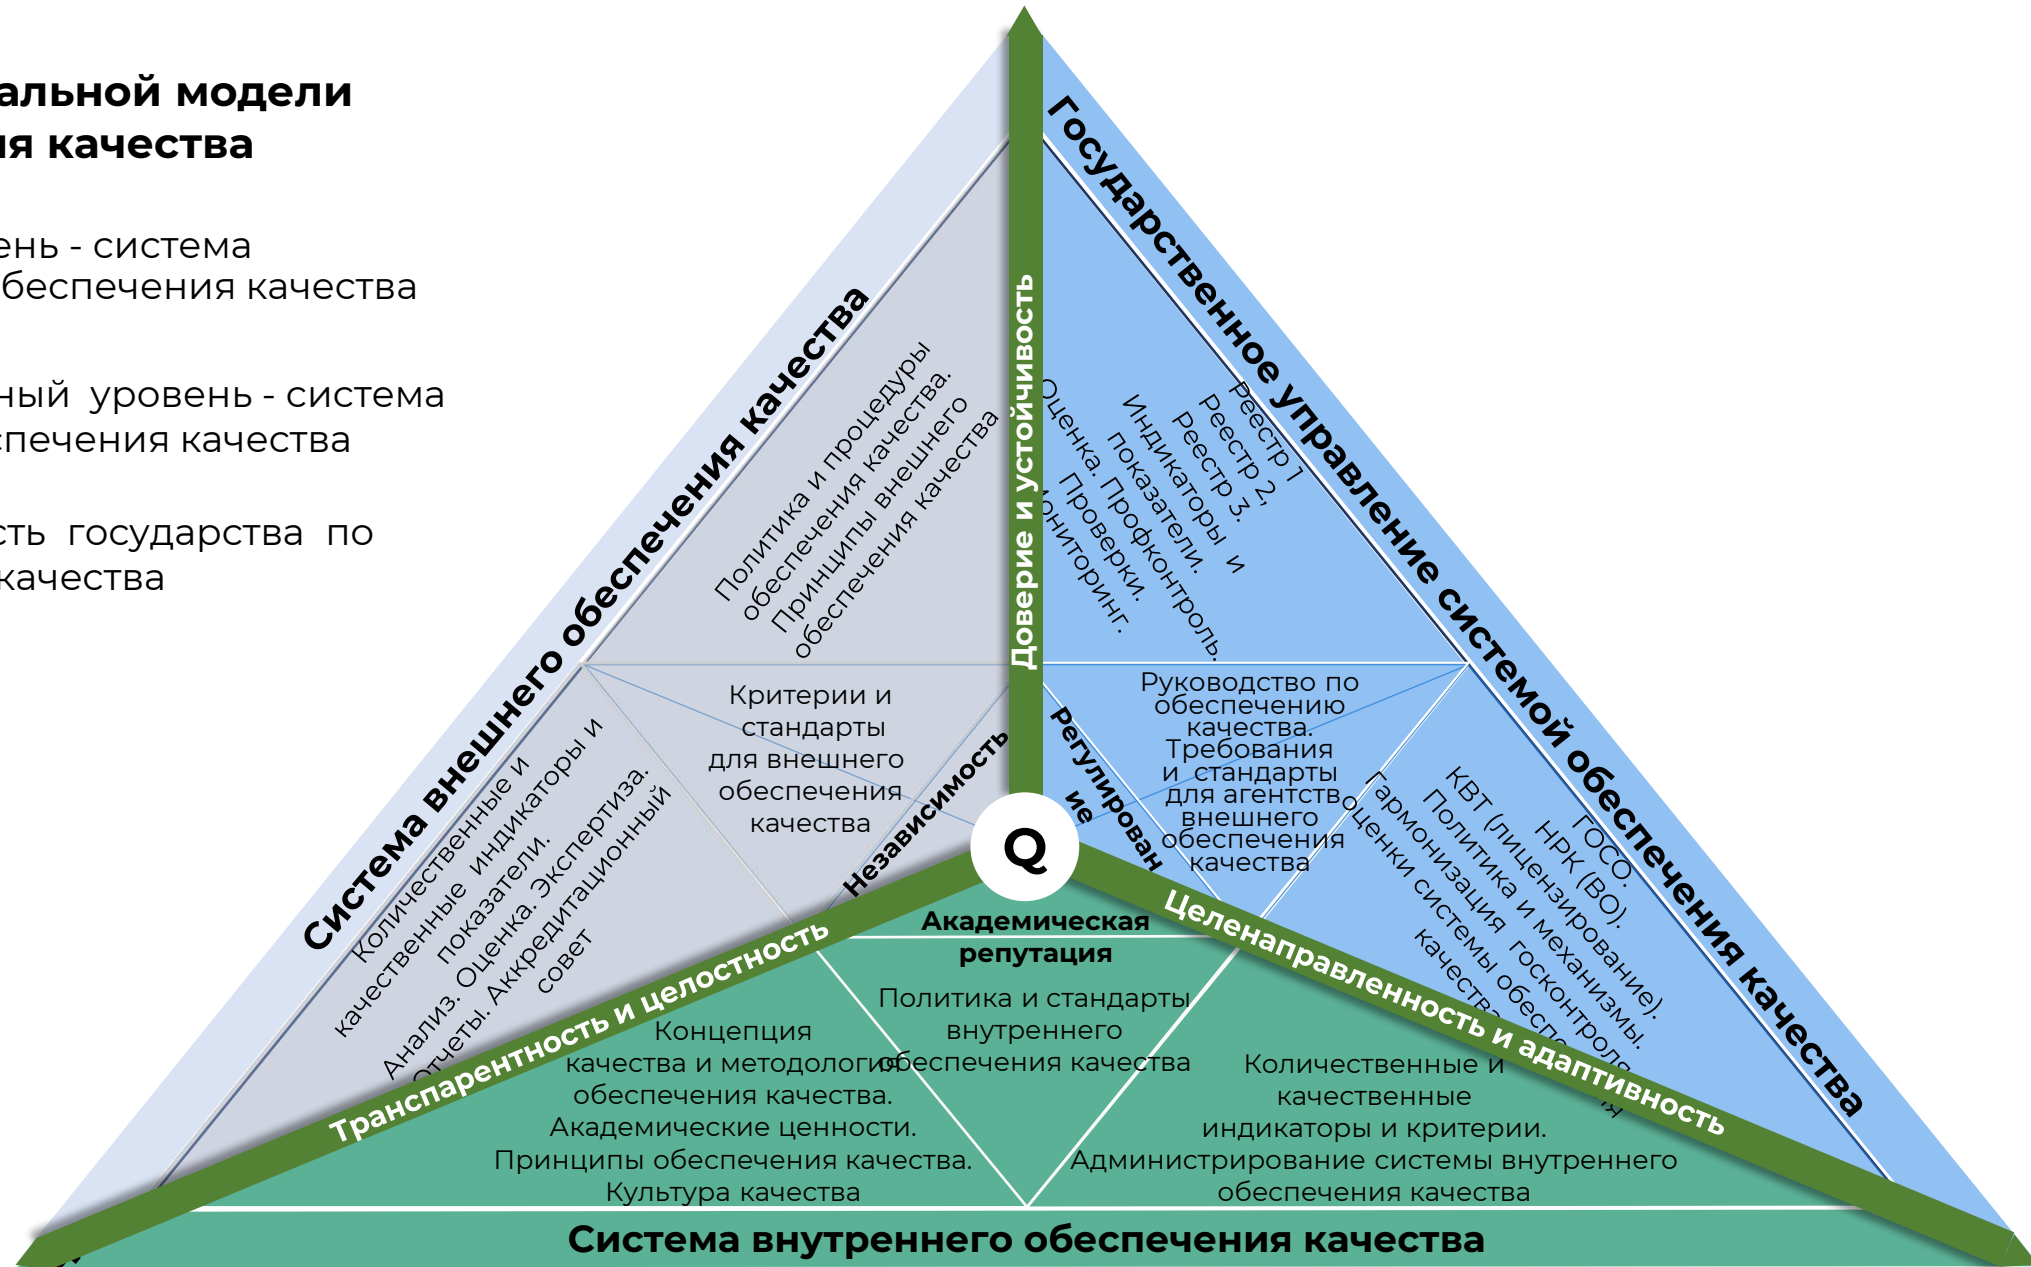 альной модели
ия качества
ень - система
беспечения качества
ный уровень - система
спечения качества
сть государства по
качества
Система внешнего обеспечения качества
Политика и процедуры
обеспечения качества.
Принципы внешнего
обеспечения качества
Критерии и
стандарты
для внешнего
обеспечения
качества
Количественные и
качественные индикаторы и
показатели.
Анализ. Оценка. Экспертиза.
Отчеты. Аккредитационный
совет
Независимость
Доверие и устойчивость
Государственное управление системой обеспечения качества
Реестр 1
Реестр 2,
Реестр 3.
Индикаторы и
показатели.
Оценка. Профконтроль.
Проверки.
Мониторинг.
Регулирован
ие
Руководство по
обеспечению
качества.
Требования
и стандарты
для агентств
внешнего
обеспечения
качества
ГОСО.
НРК (ВО).
КВТ (лицензирование).
Политика и механизмы.
Гармонизация госконтроля
оценки системы обеспе
качества
Q
Транспарентность и целостность
Целенаправленность и адаптивность
Академическая
репутация
Политика и стандарты
внутреннего
обеспечения качества
Концепция
качества и методология
обеспечения качества.
Академические ценности.
Принципы обеспечения качества.
Культура качества
Количественные и
качественные
индикаторы и критерии.
Администрирование системы внутреннего
обеспечения качества
Система внутреннего обеспечения качества